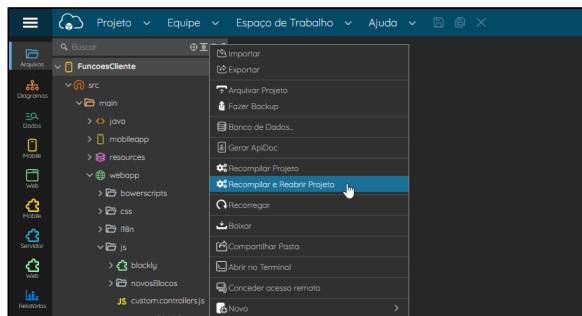 Projeto Equipe Espaço de Trabalho Ajuda
Buscar
Arquivos
Diagramas
Dados
Mobile
Web
Mobile
Servidor
Web
Relatórios
FuncoesCliente
src
main
java
mobileapp
resources
webapp
bowerscripts
css
i18n
js
blockly
novosBlocos
JS custom.controllers.js
Importar
Exportar
Arquivar Projeto
Fazer Backup
Banco de Dados..
Gerar ApiDoc
Recompilar Projeto
Recompilar e Reabrir Projeto
Recarregar
Baixar
Compartilhar Pasta
Abrir no Terminal
Conceder acesso remoto
Novo